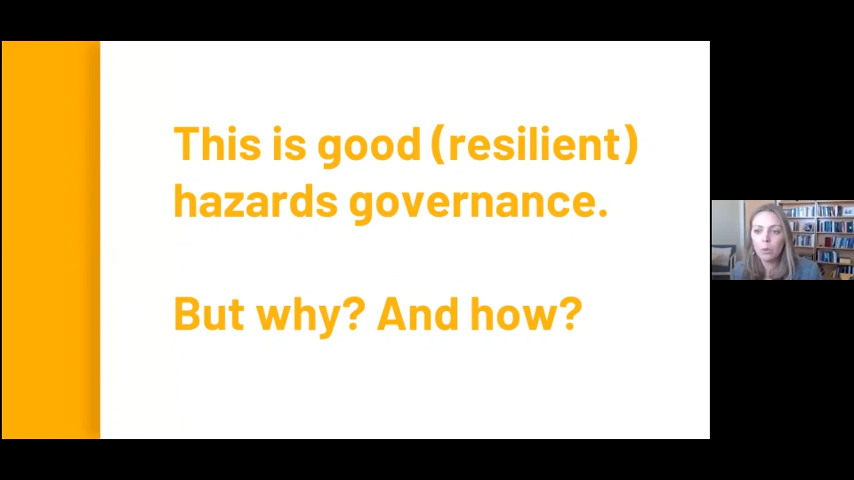 This is good (resilient)
hazards governance.
But why? And how?